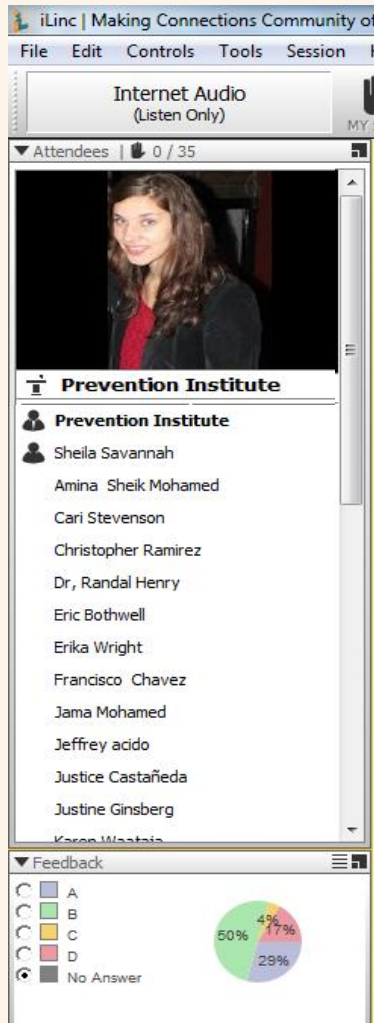 iLinc | Making Connections Community of
File Edit Controls Tools Session
Internet Audio
(Listen Only)
MY
Attendees | 0 / 35
Prevention Institute
Prevention Institute
Sheila Savannah
Amina Sheik Mohamed
Cari Stevenson
Christopher Ramirez
Dr, Randal Henry
Eric Bothwell
Erika Wright
Francisco Chavez
Jama Mohamed
Jeffrey acido
Justice Castañeda
Justine Ginsberg
Karen Waataja
Feedback
A
B
C
D
No Answer
4%
50% 17%
29%